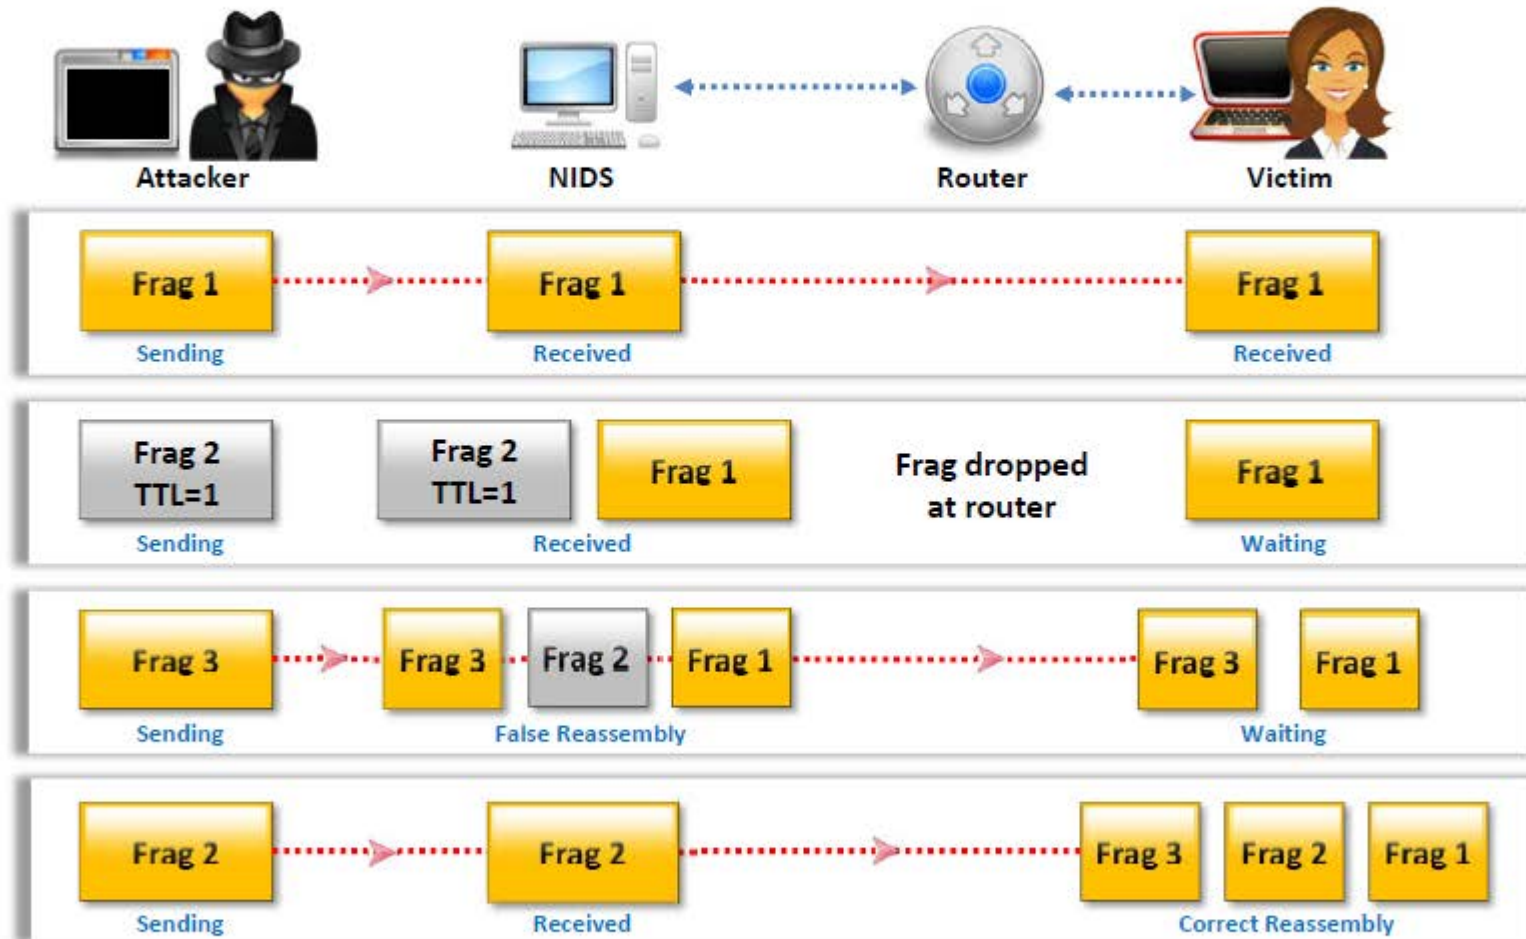 Attacker
NIDS
Router
Victim
Frag 1
Frag 1
Frag 1
Sending
Received
Received
Frag 2
TTL=1
Frag 2
TTL=1
Frag 1
Frag dropped
at router
Frag 1
Sending
Received
Waiting
Frag 3
Frag 3
Frag 2
Frag 1
Frag 3
Frag 1
Sending
False Reassembly
Waiting
Frag 2
Frag 2
Frag 3
Frag 2
Frag 1
Sending
Received
Correct Reassembly